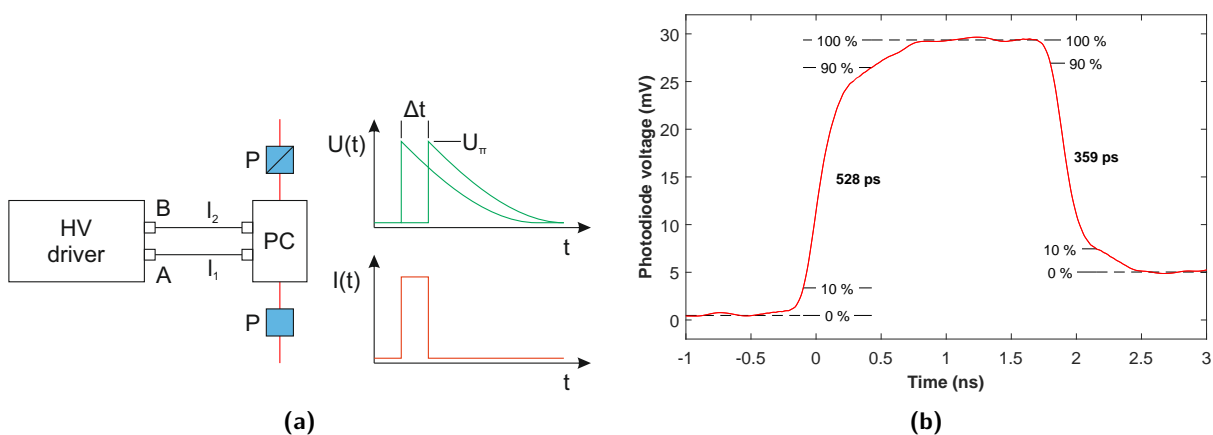 HV
driver
B
A
l₂
l₁
P
PC
P
U(t)
Δt
Uπ
t
I(t)
t
(a)
Photodiode voltage (mV)
30
25
20
15
10
5
0
100 %
90 %
528 ps
10 %
0 %
100 %
90 %
359 ps
10 %
0 %
-1
-0.5
0
0.5
1
1.5
2
2.5
3
Time (ns)
(b)